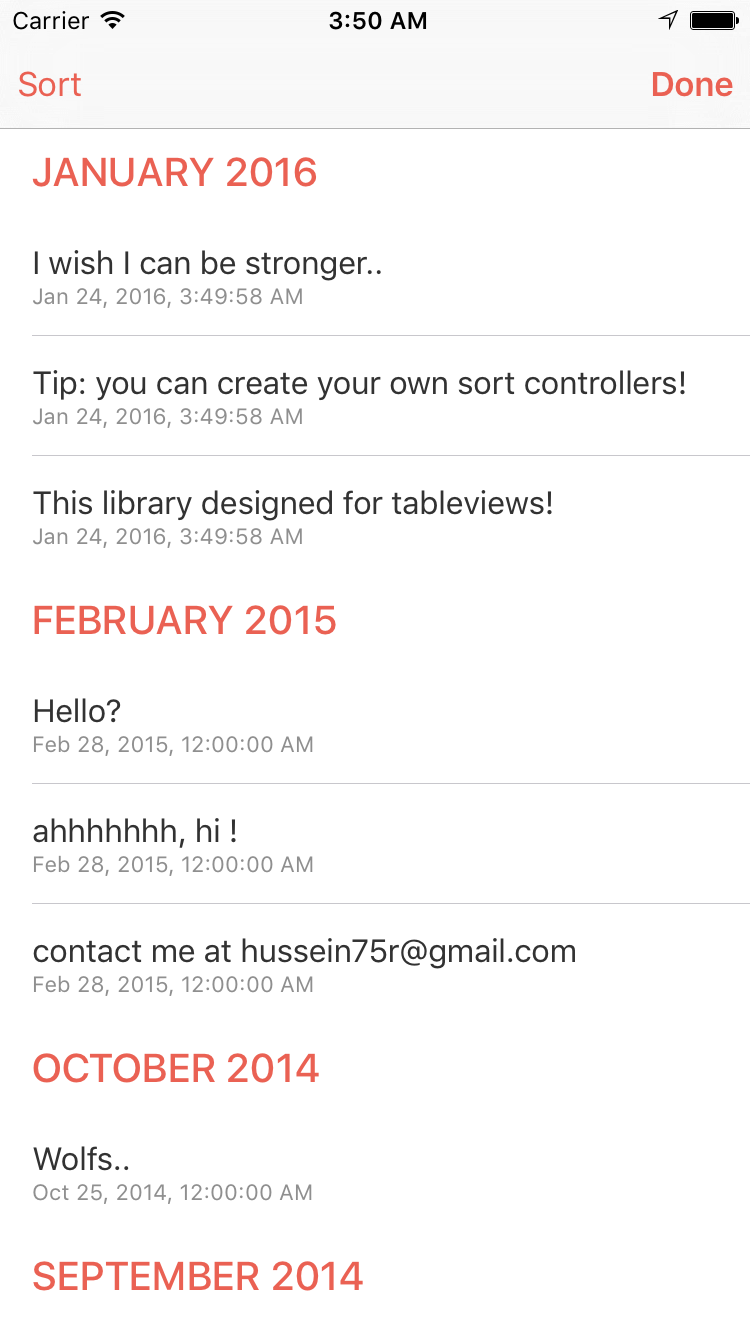 Carrier 3:50 AM
Sort Done
JANUARY 2016
I wish I can be stronger..
Jan 24, 2016, 3:49:58 AM
Tip: you can create your own sort controllers!
Jan 24, 2016, 3:49:58 AM
This library designed for tableviews!
Jan 24, 2016, 3:49:58 AM
FEBRUARY 2015
Hello?
Feb 28, 2015, 12:00:00 AM
ahhhhhhh, hi !
Feb 28, 2015, 12:00:00 AM
contact me at hussein75r@gmail.com
Feb 28, 2015, 12:00:00 AM
OCTOBER 2014
Wolfs..
Oct 25, 2014, 12:00:00 AM
SEPTEMBER 2014